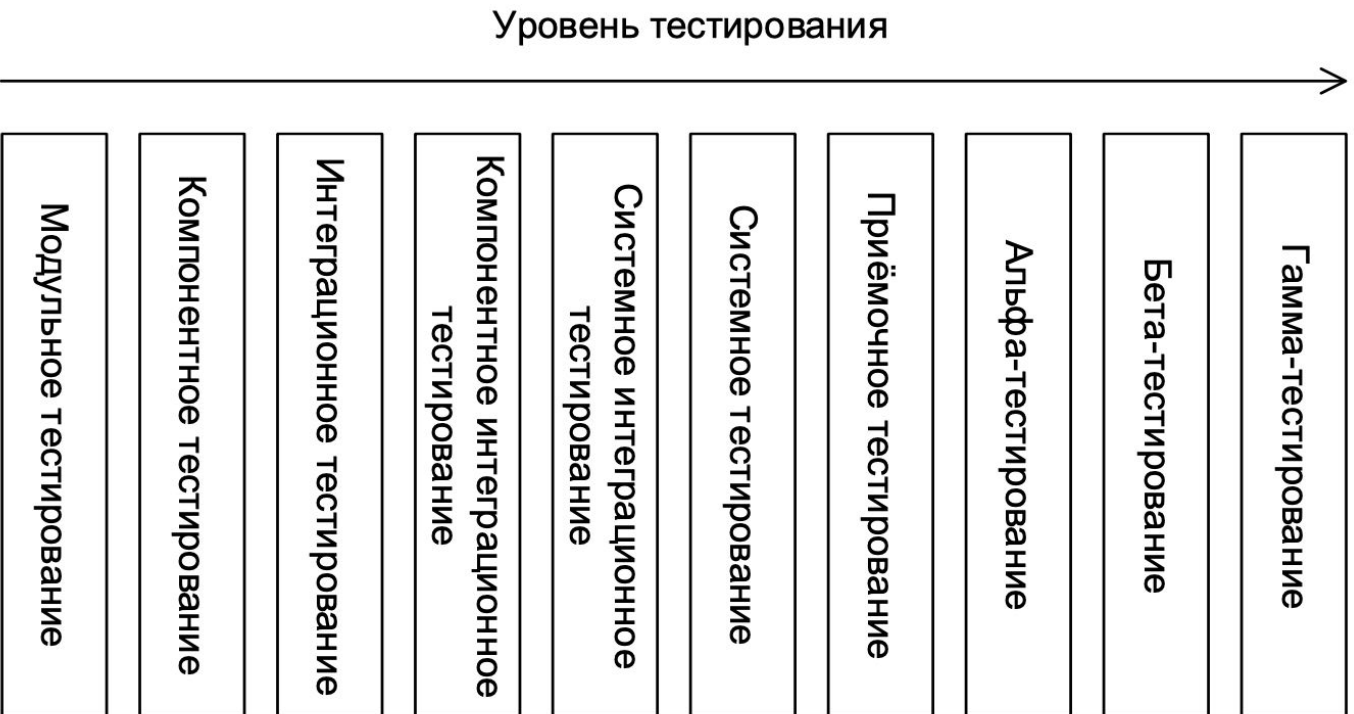 Уровень тестирования
Модульное тестирование
Компонентное тестирование
Интеграционное тестирование
Компонентное интеграционное
тестирование
Системное интеграционное
тестирование
Системное тестирование
Приёмочное тестирование
Альфа-тестирование
Бета-тестирование
Гамма-тестирование